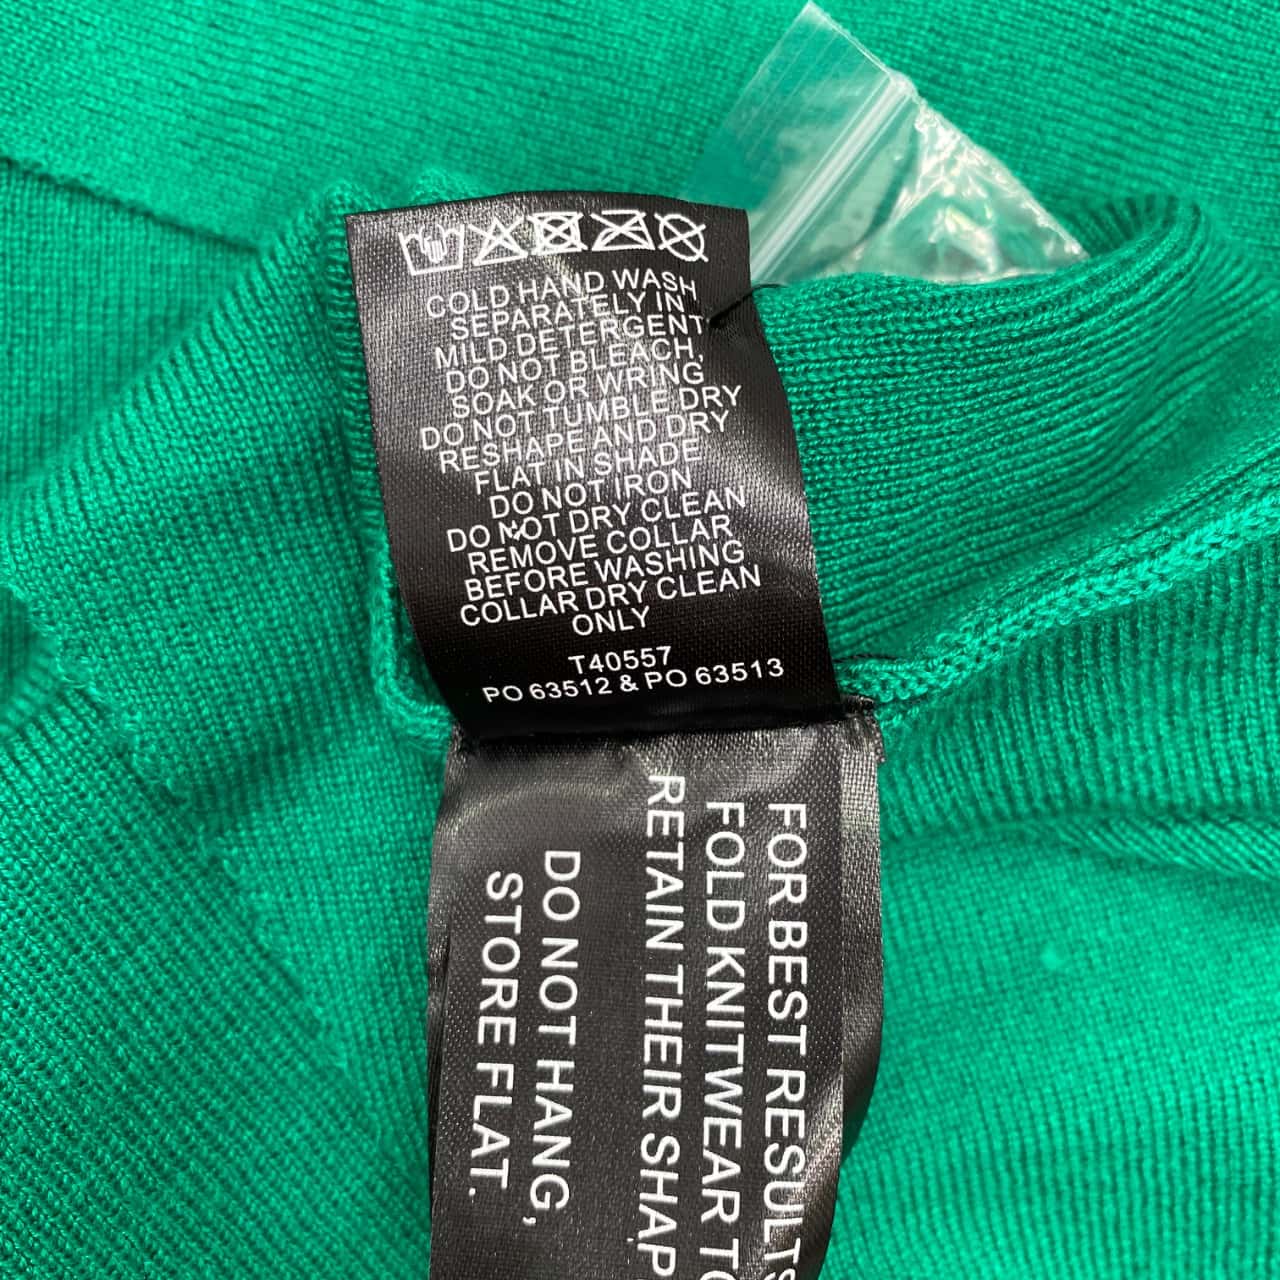 COLD HAND WASH
SEPARATELY IN
MILD DETERGENT
DO NOT BLEACH,
SOAK OR WRING
DO NOT TUMBLE DRY
RESHAPE AND DRY
FLAT IN SHADE
DO NOT IRON
DO NOT DRY CLEAN
REMOVE COLLAR
BEFORE WASHING
COLLAR DRY CLEAN
ONLY
T40557
PO 63512 & PO 63513
FOR BEST RESULTS
FOLD KNITWEAR TO
RETAIN THEIR SHAP
DO NOT HANG,
STORE FLAT.